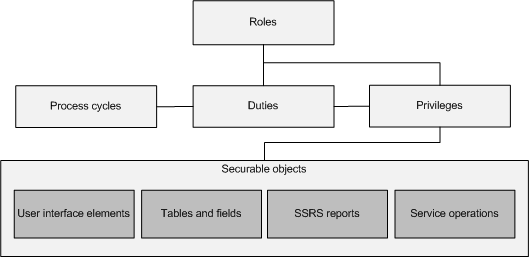 Roles
Process cycles
Duties
Privileges
Securable objects
User interface elements
Tables and fields
SSRS reports
Service operations